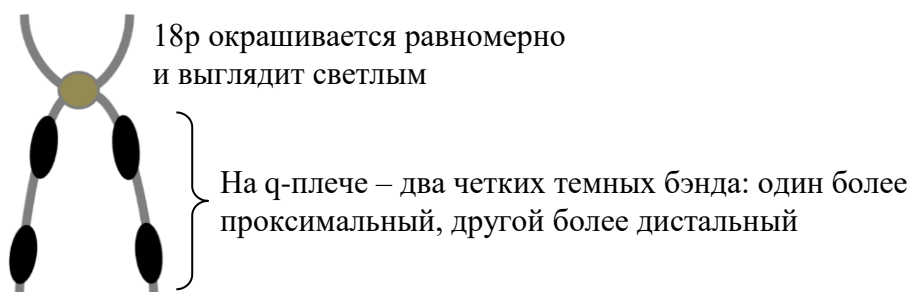 18p окрашивается равномерно
и выглядит светлым
На q-плече – два четких темных бэнда: один более
проксимальный, другой более дистальный